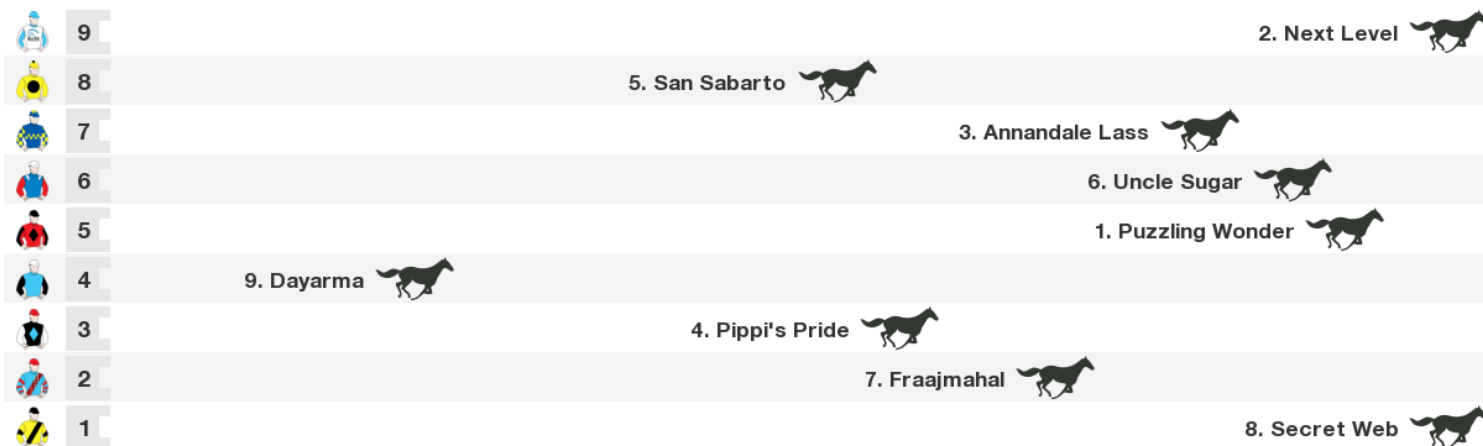 9 2. Next Level
8 5. San Sabarto
7 3. Annandale Lass
6 6. Uncle Sugar
5 1. Puzzling Wonder
4 9. Dayarma
3 4. Pippi's Pride
2 7. Fraajmahal
1 8. Secret Web